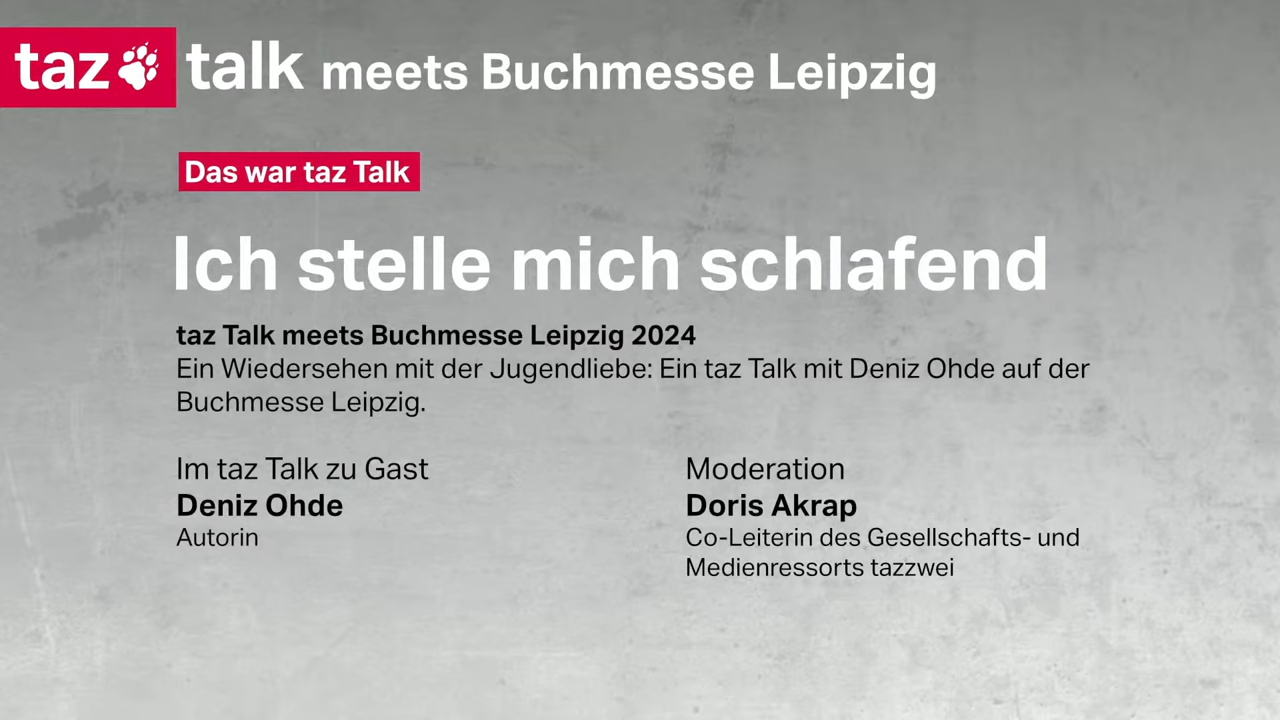 taz talk meets Buchmesse Leipzig
Das war taz Talk
Ich stelle mich schlafend
taz Talk meets Buchmesse Leipzig 2024
Ein Wiedersehen mit der Jugendliebe: Ein taz Talk mit Deniz Ohde auf der
Buchmesse Leipzig.
Im taz Talk zu Gast
Deniz Ohde
Autorin
Moderation
Doris Akrap
Co-Leiterin des Gesellschafts- und
Medienressorts tazzwei